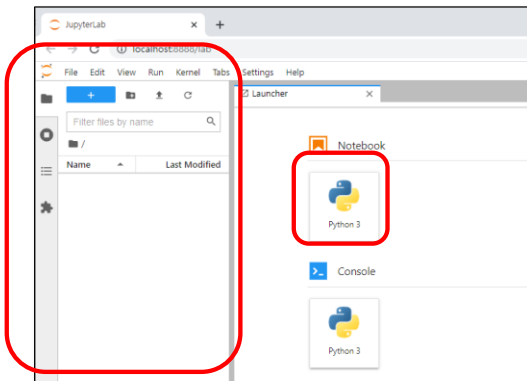 JupyterLab
localhost:8888/lab
File Edit View Run Kernel Tabs Settings Help
Launcher
Filter files by name
/
Name Last Modified
Notebook
Python 3
Console
Python 3